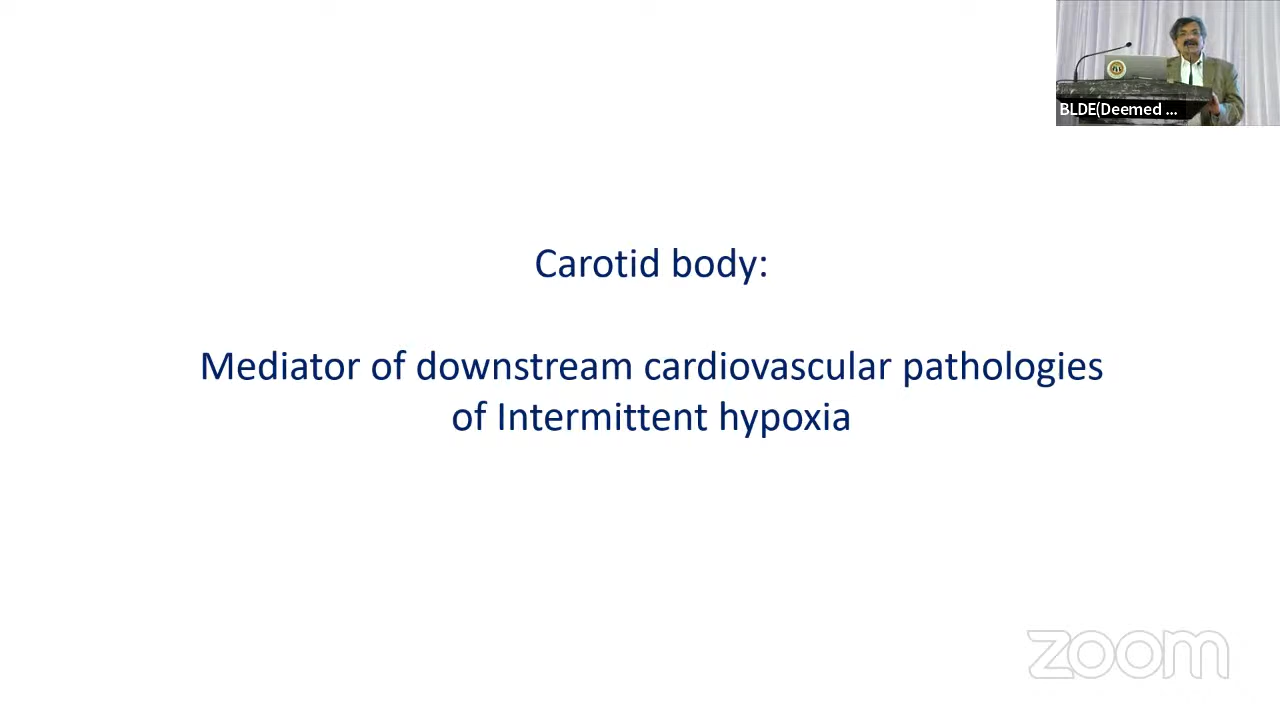 BLDE(Deemed ...
Carotid body:
Mediator of downstream cardiovascular pathologies
of Intermittent hypoxia
zoom